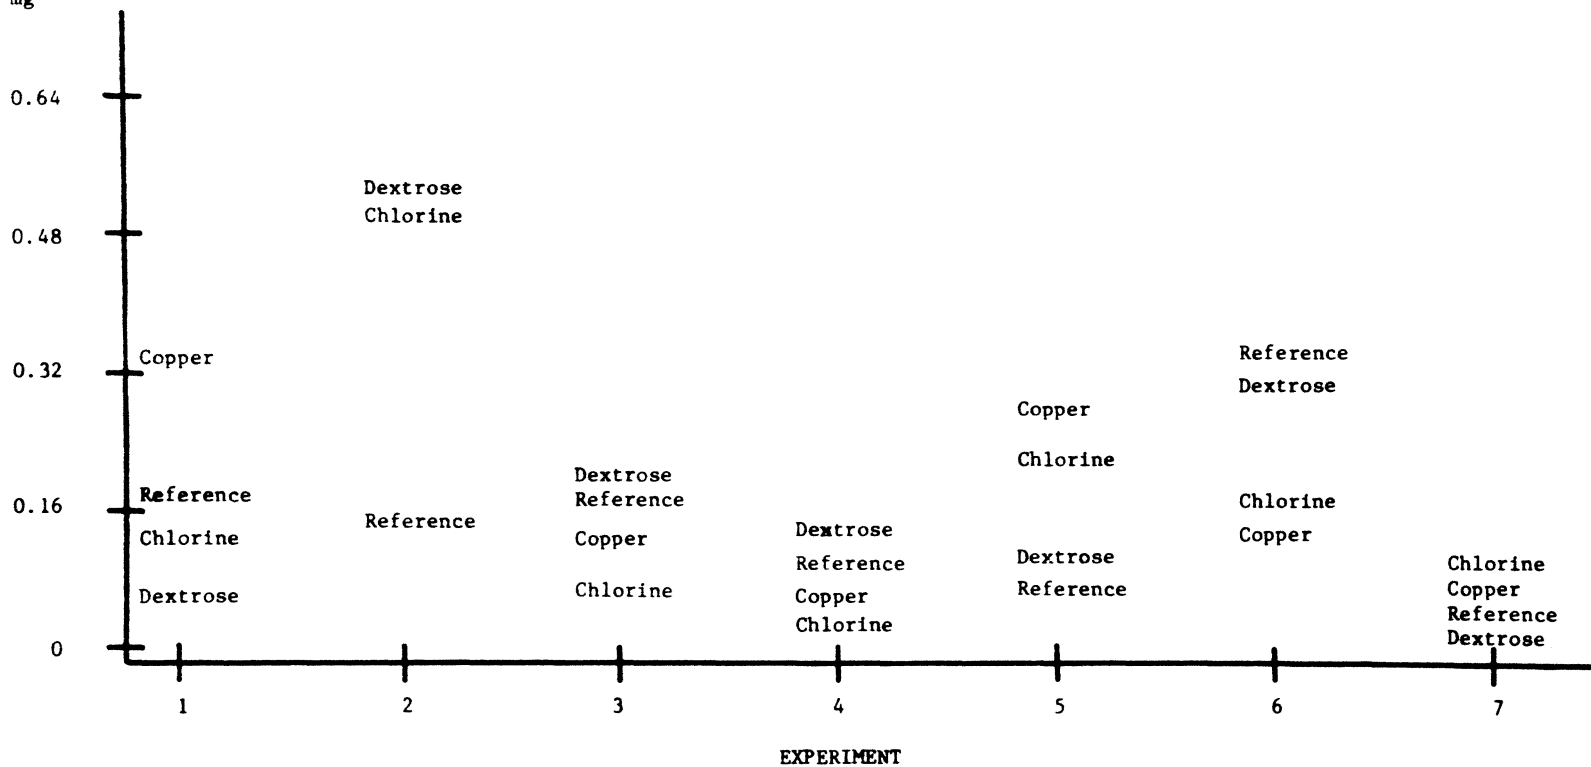 mg
0.64
Dextrose
Chlorine
0.48
Copper
0.32
Reference
Dextrose
Copper
Chlorine
Dextrose
Reference
0.16
Reference
Chlorine
Dextrose
Reference
Copper
Chlorine
Dextrose
Reference
Copper
Chlorine
Dextrose
Reference
Chlorine
Copper
Chlorine
Copper
Reference
Dextrose
0
1 2 3 4 5 6 7
EXPERIMENT